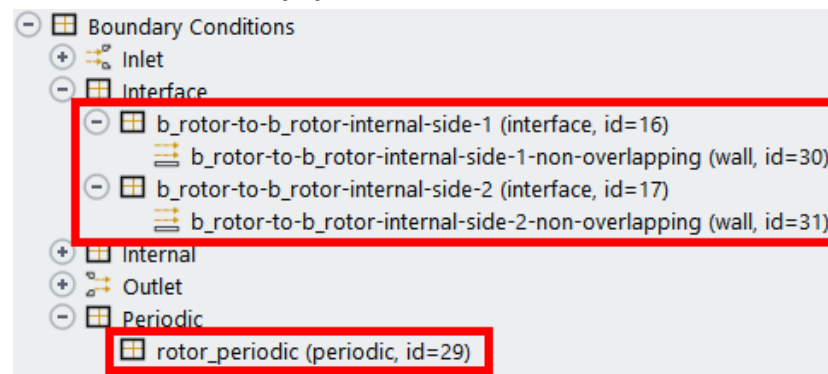 Boundary Conditions
Inlet
Interface
b_rotor-to-b_rotor-internal-side-1 (interface, id=16)
b_rotor-to-b_rotor-internal-side-1-non-overlapping (wall, id=30)
b_rotor-to-b_rotor-internal-side-2 (interface, id=17)
b_rotor-to-b_rotor-internal-side-2-non-overlapping (wall, id=31)
Internal
Outlet
Periodic
rotor_periodic (periodic, id=29)